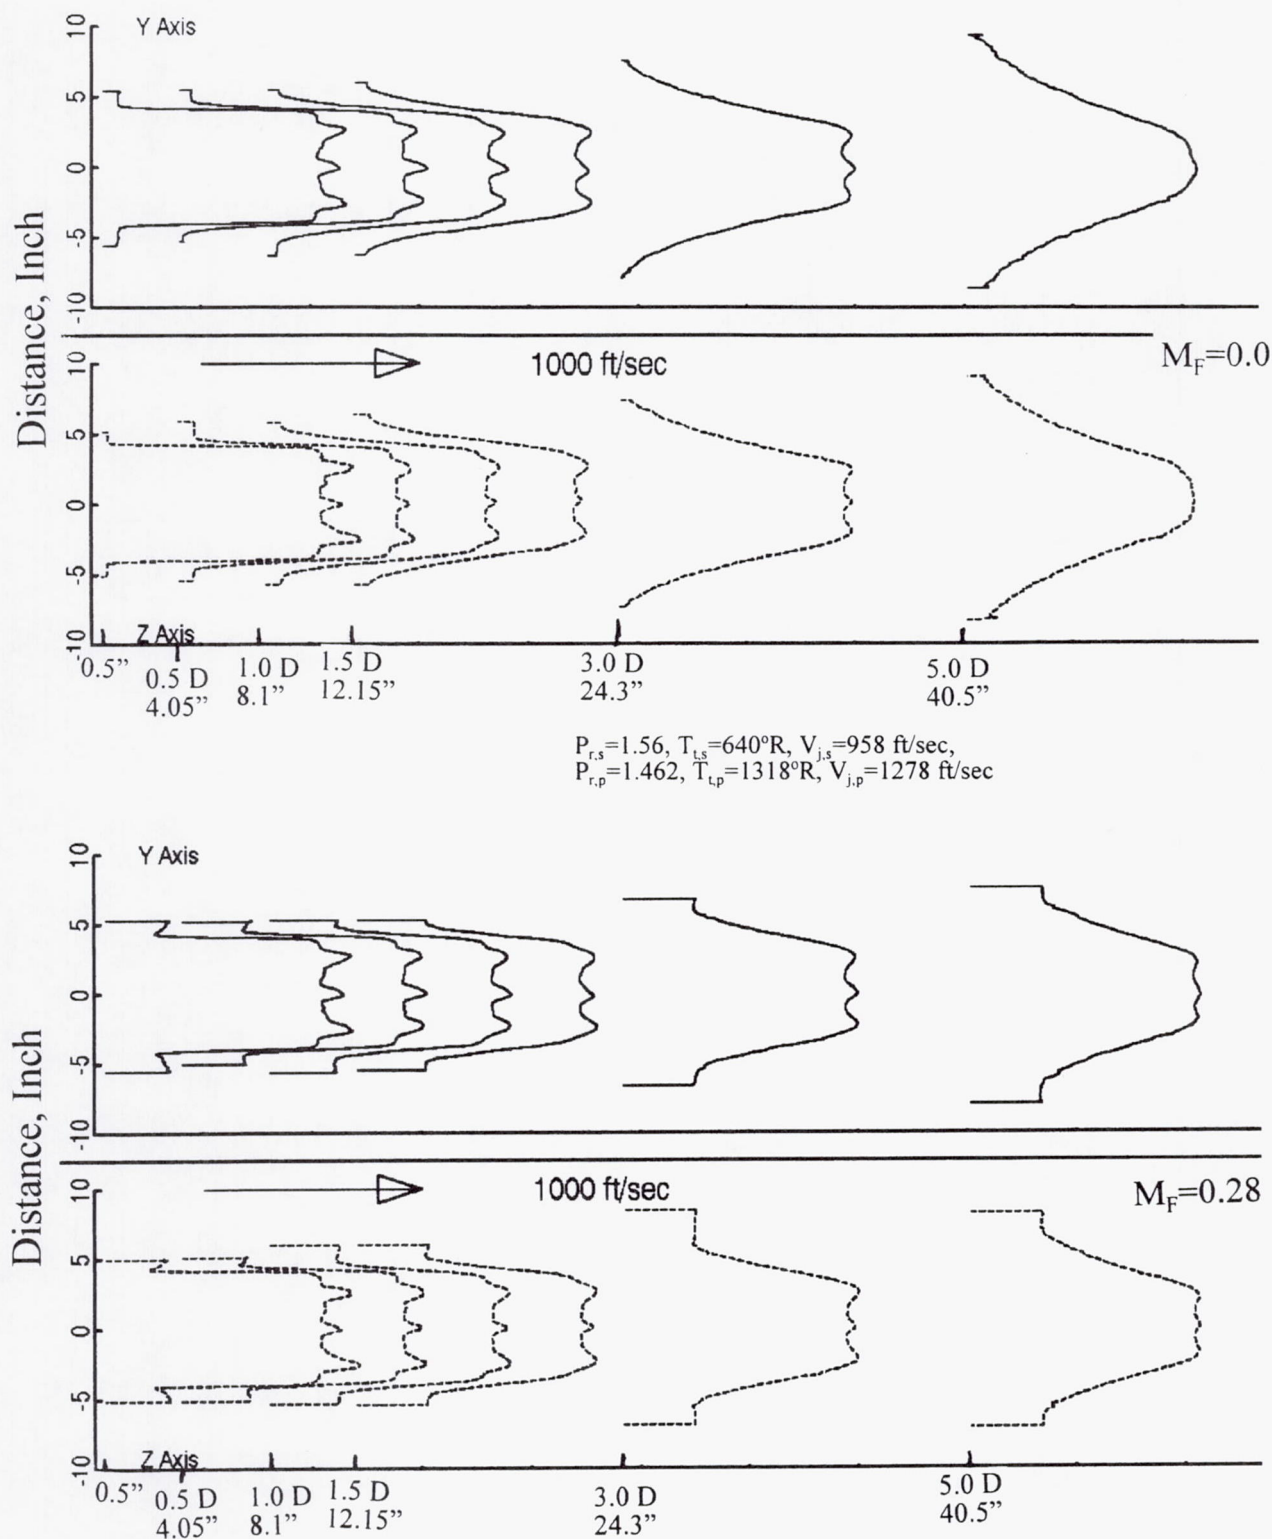 Distance, Inch
10
5
0
-5
-10
Y Axis
1000 ft/sec
M_F=0.0
10
5
0
-5
-10
Z Axis
0.5”
0.5 D
4.05”
1.0 D
8.1”
1.5 D
12.15”
3.0 D
24.3”
5.0 D
40.5”
P_r,s=1.56, T_t,s=640°R, V_j,s=958 ft/sec,
P_r,p=1.462, T_t,p=1318°R, V_j,p=1278 ft/sec
Distance, Inch
10
5
0
-5
-10
Y Axis
1000 ft/sec
M_F=0.28
10
5
0
-5
-10
Z Axis
0.5”
0.5 D
4.05”
1.0 D
8.1”
1.5 D
12.15”
3.0 D
24.3”
5.0 D
40.5”